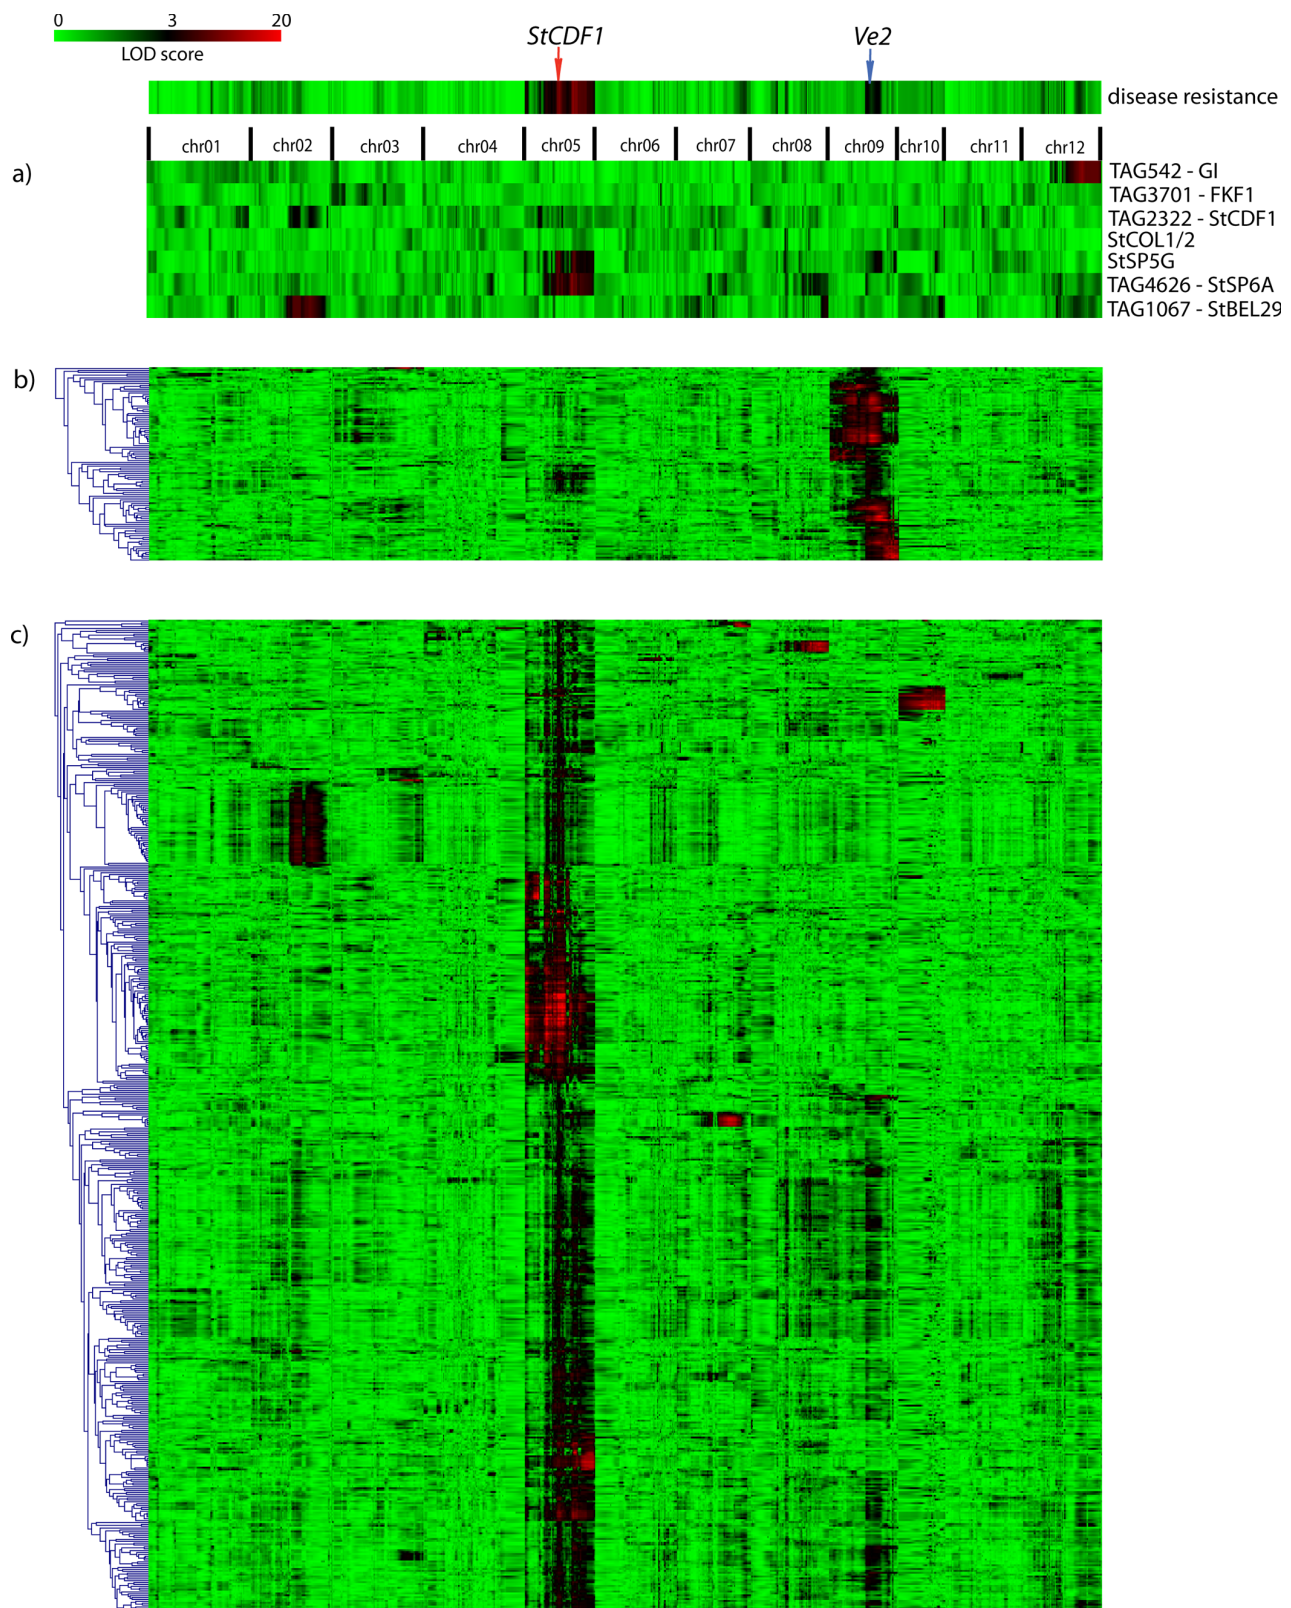 0 3 20
LOD score
StCDF1
Ve2
disease resistance
chr01 chr02 chr03 chr04 chr05 chr06 chr07 chr08 chr09 chr10 chr11 chr12
a)
TAG542 - GI
TAG3701 - FKF1
TAG2322 - StCDF1
StCOL1/2
StSP5G
TAG4626 - StSP6A
TAG1067 - StBEL29
b)
c)